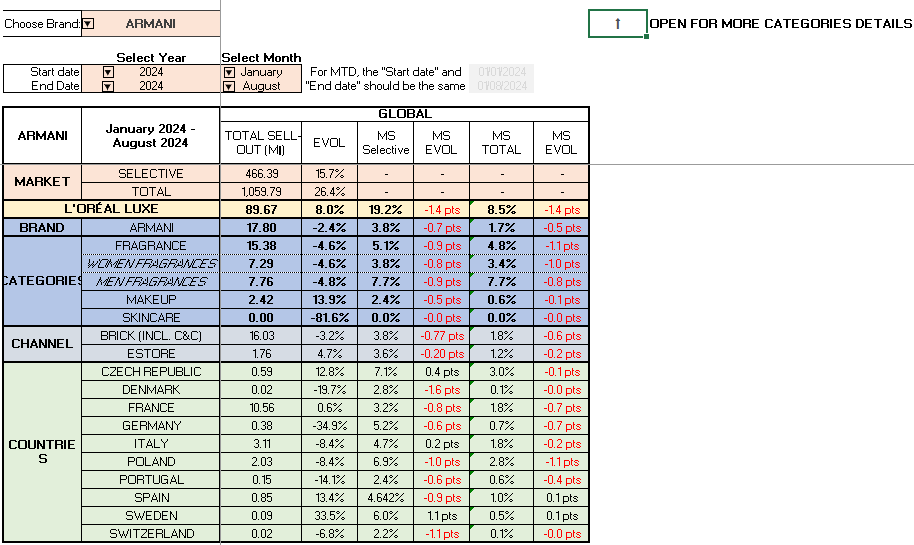 Choose Brand: ARMANI ↑ OPEN FOR MORE CATEGORIES DETAILS
Select Year Select Month
Start date 2024 January For MTD, the "Start date" and 01/01/2024
End Date 2024 August "End date" should be the same 01/08/2024
GLOBAL
ARMANI January 2024 - August 2024 TOTAL SELL-OUT (MI) EVOL MS Selective MS EVOL MS TOTAL MS EVOL
MARKET SELECTIVE 466.39 15.7% - - - -
TOTAL 1,059.79 26.4% - - - -
L'ORÉAL LUXE 89.67 8.0% 19.2% -1.4 pts 8.5% -1.4 pts
BRAND ARMANI 17.80 -2.4% 3.8% -0.7 pts 1.7% -0.5 pts
CATEGORIES FRAGRANCE 15.38 -4.6% 5.1% -0.9 pts 4.8% -1.1 pts
WOMEN FRAGRANCES 7.29 -4.6% 3.8% -0.8 pts 3.4% -1.0 pts
MEN FRAGRANCES 7.76 -4.8% 7.7% -0.9 pts 7.7% -0.8 pts
MAKEUP 2.42 13.9% 2.4% -0.5 pts 0.6% -0.1 pts
SKINCARE 0.00 -81.6% 0.0% -0.0 pts 0.0% -0.0 pts
CHANNEL BRICK (INCL. C&C) 16.03 -3.2% 3.8% -0.77 pts 1.8% -0.6 pts
ESTORE 1.76 4.7% 3.6% -0.20 pts 1.2% -0.2 pts
COUNTRIES CZECH REPUBLIC 0.59 12.8% 7.1% 0.4 pts 3.0% -0.1 pts
DENMARK 0.02 -19.7% 2.8% -1.6 pts 0.1% -0.0 pts
FRANCE 10.56 0.6% 3.2% -0.8 pts 1.8% -0.7 pts
GERMANY 0.38 -34.9% 5.2% -0.6 pts 0.7% -0.7 pts
ITALY 3.11 -8.4% 4.7% 0.2 pts 1.8% -0.2 pts
POLAND 2.03 -8.4% 6.9% -1.0 pts 2.8% -1.1 pts
PORTUGAL 0.15 -14.1% 2.4% -0.6 pts 0.6% -0.4 pts
SPAIN 0.85 13.4% 4.642% -0.9 pts 1.0% 0.1 pts
SWEDEN 0.09 33.5% 6.0% 1.1 pts 0.5% 0.1 pts
SWITZERLAND 0.02 -6.8% 2.2% -1.1 pts 0.1% -0.0 pts